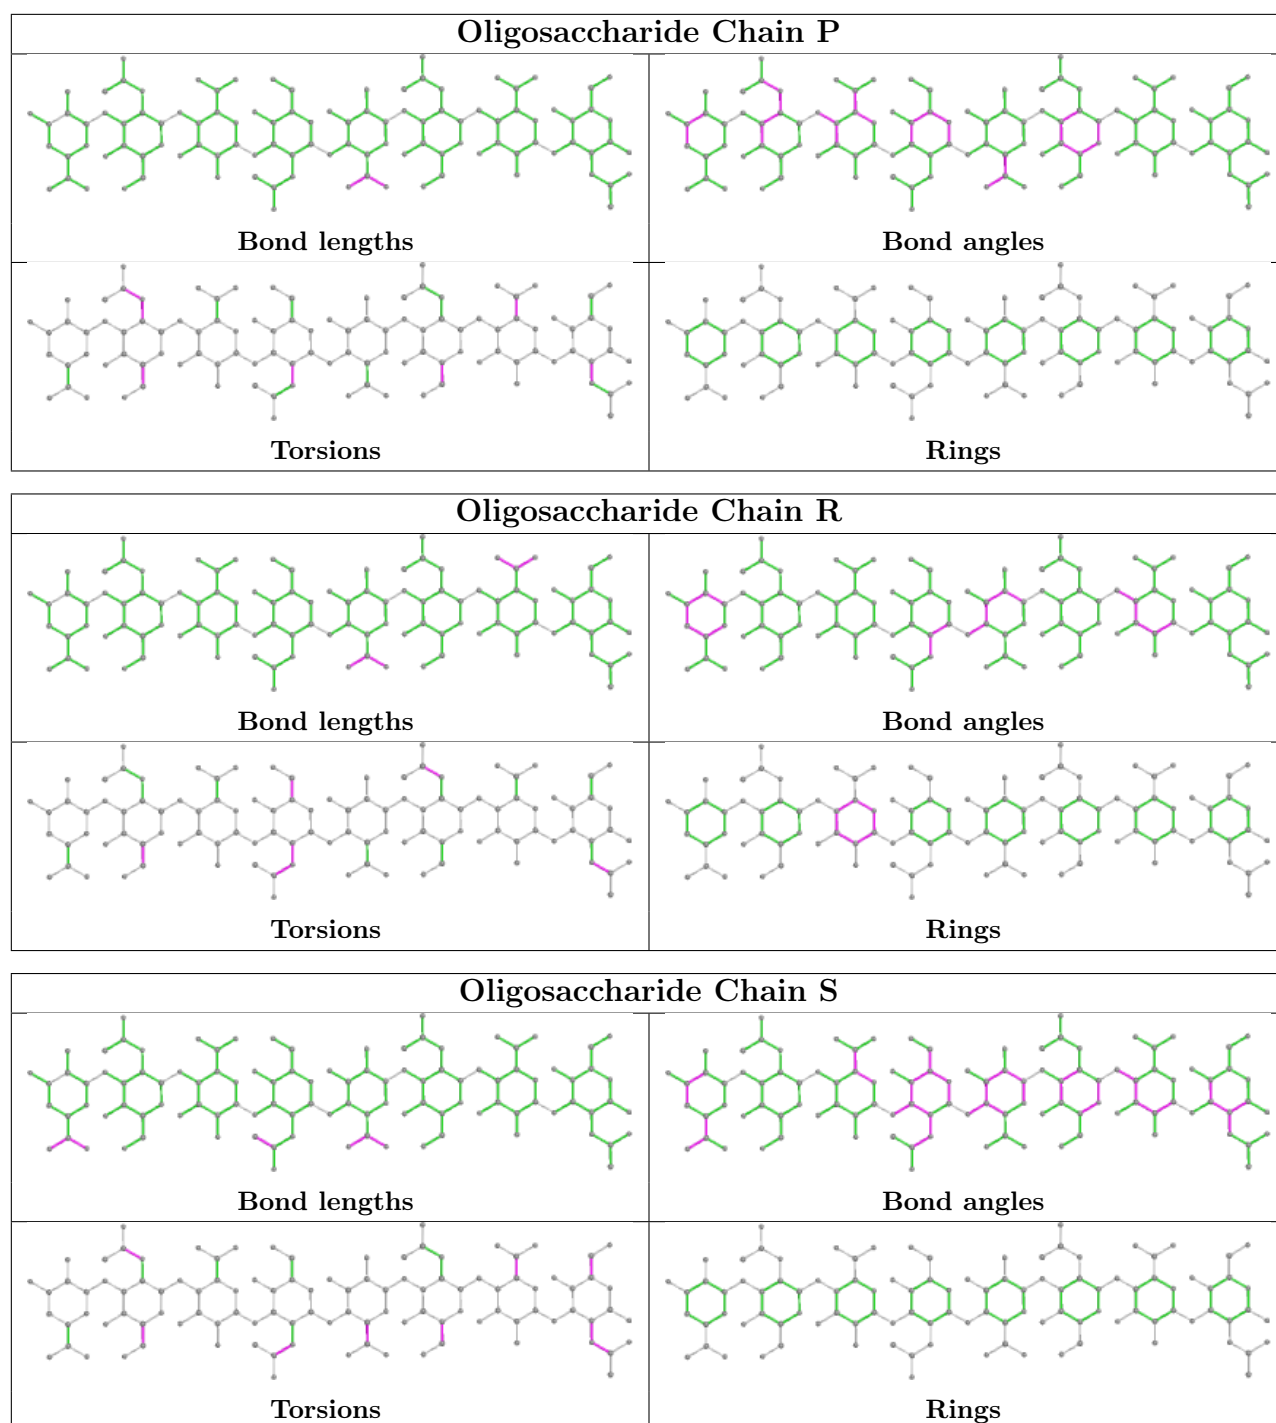 Oligosaccharide Chain P
Bond lengths
Bond angles
Torsions
Rings
Oligosaccharide Chain R
Bond lengths
Bond angles
Torsions
Rings
Oligosaccharide Chain S
Bond lengths
Bond angles
Torsions
Rings